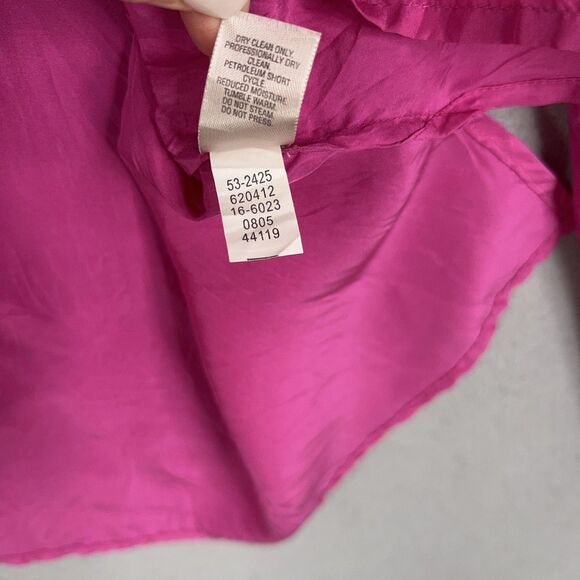 DRY CLEAN ONLY.
PROFESSIONALLY DRY
CLEAN.
PETROLEUM SHORT
CYCLE.
REDUCED MOISTURE.
TUMBLE WARM.
DO NOT STEAM.
DO NOT PRESS.
53-2425
620412
16-6023
0805
44119